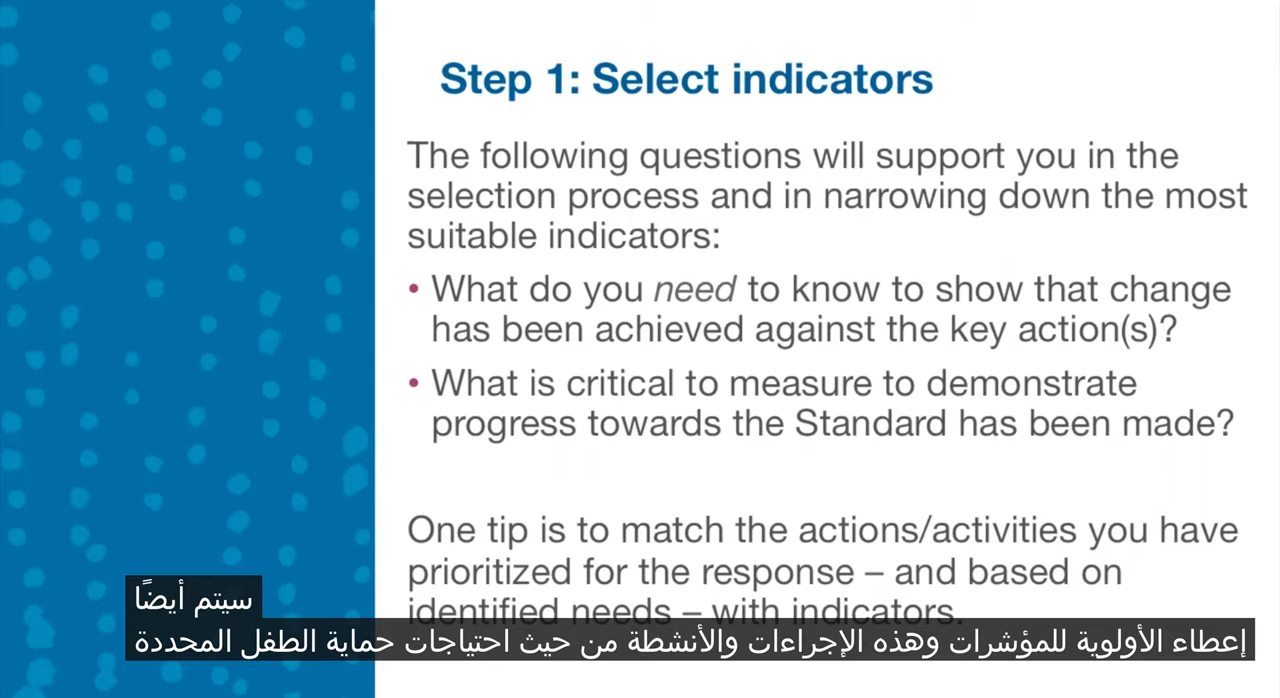 Step 1: Select indicators
The following questions will support you in the
selection process and in narrowing down the most
suitable indicators:
• What do you need to know to show that change
has been achieved against the key action(s)?
• What is critical to measure to demonstrate
progress towards the Standard has been made?
One tip is to match the actions/activities you have
prioritized for the response – and based on
identified needs – with indicators.
سيتم أيضًا
إعطاء الأولوية للمؤشرات وهذه الإجراءات والأنشطة من حيث احتياجات حماية الطفل المحددة